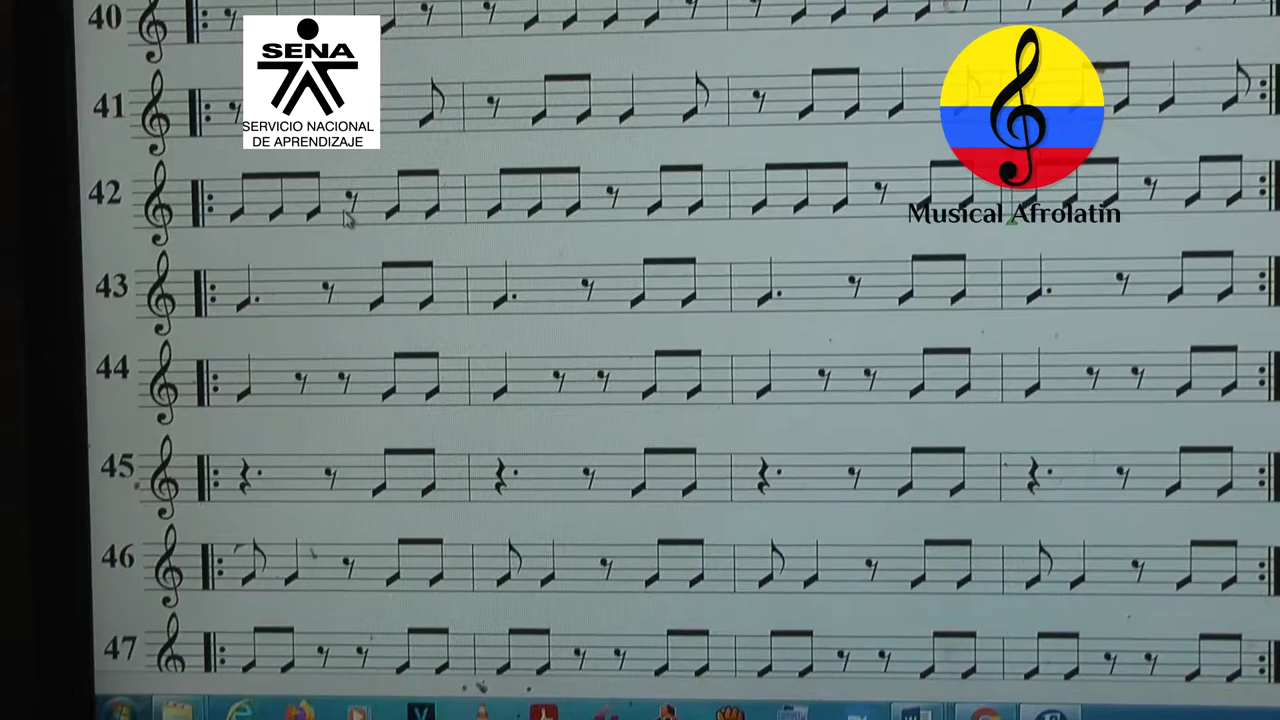 40
SENA
SERVICIO NACIONAL
DE APRENDIZAJE
41
42
Musical Afrolatin
43
44
45
46
47